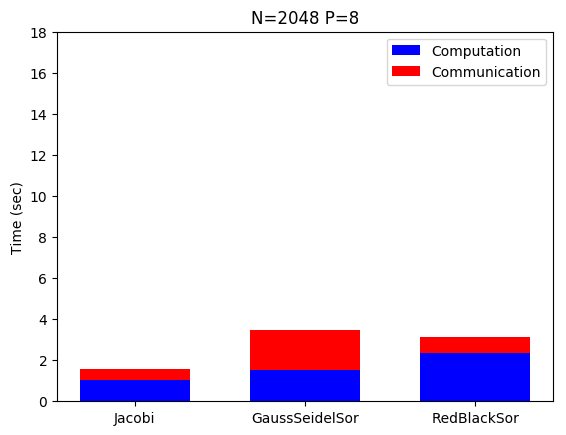 N=2048 P=8
Computation
Communication
Time (sec)
18
16
14
12
10
8
6
4
2
0
Jacobi GaussSeidelSor RedBlackSor